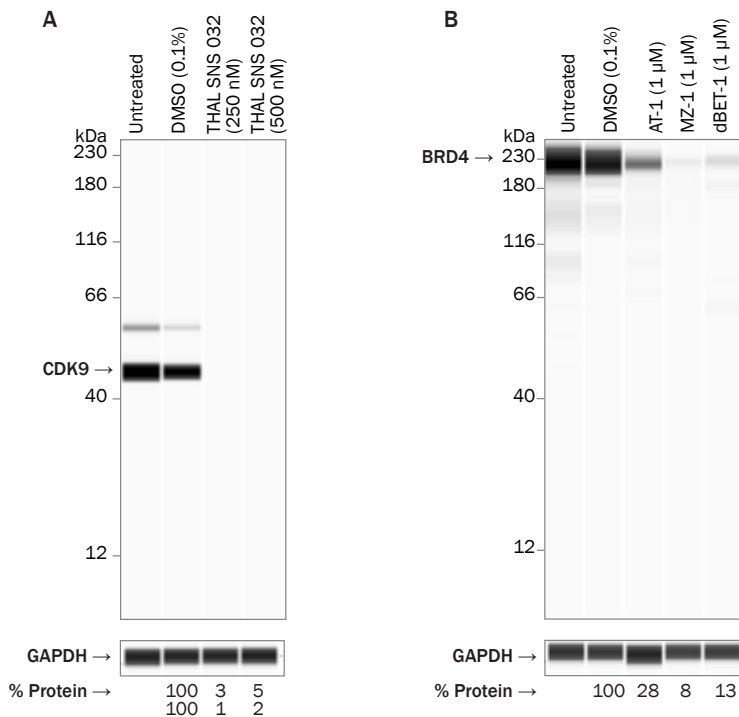 A
Untreated
DMSO (0.1%)
THAL SNS 032
(250 nM)
THAL SNS 032
(500 nM)
kDa
230
180
116
66
CDK9 →
40
12
GAPDH →
% Protein → 100 3 5
100 1 2
B
Untreated
DMSO (0.1%)
AT-1 (1 µM)
MZ-1 (1 µM)
dBET-1 (1 µM)
kDa
BRD4 → 230
180
116
66
40
12
GAPDH →
% Protein → 100 28 8 13